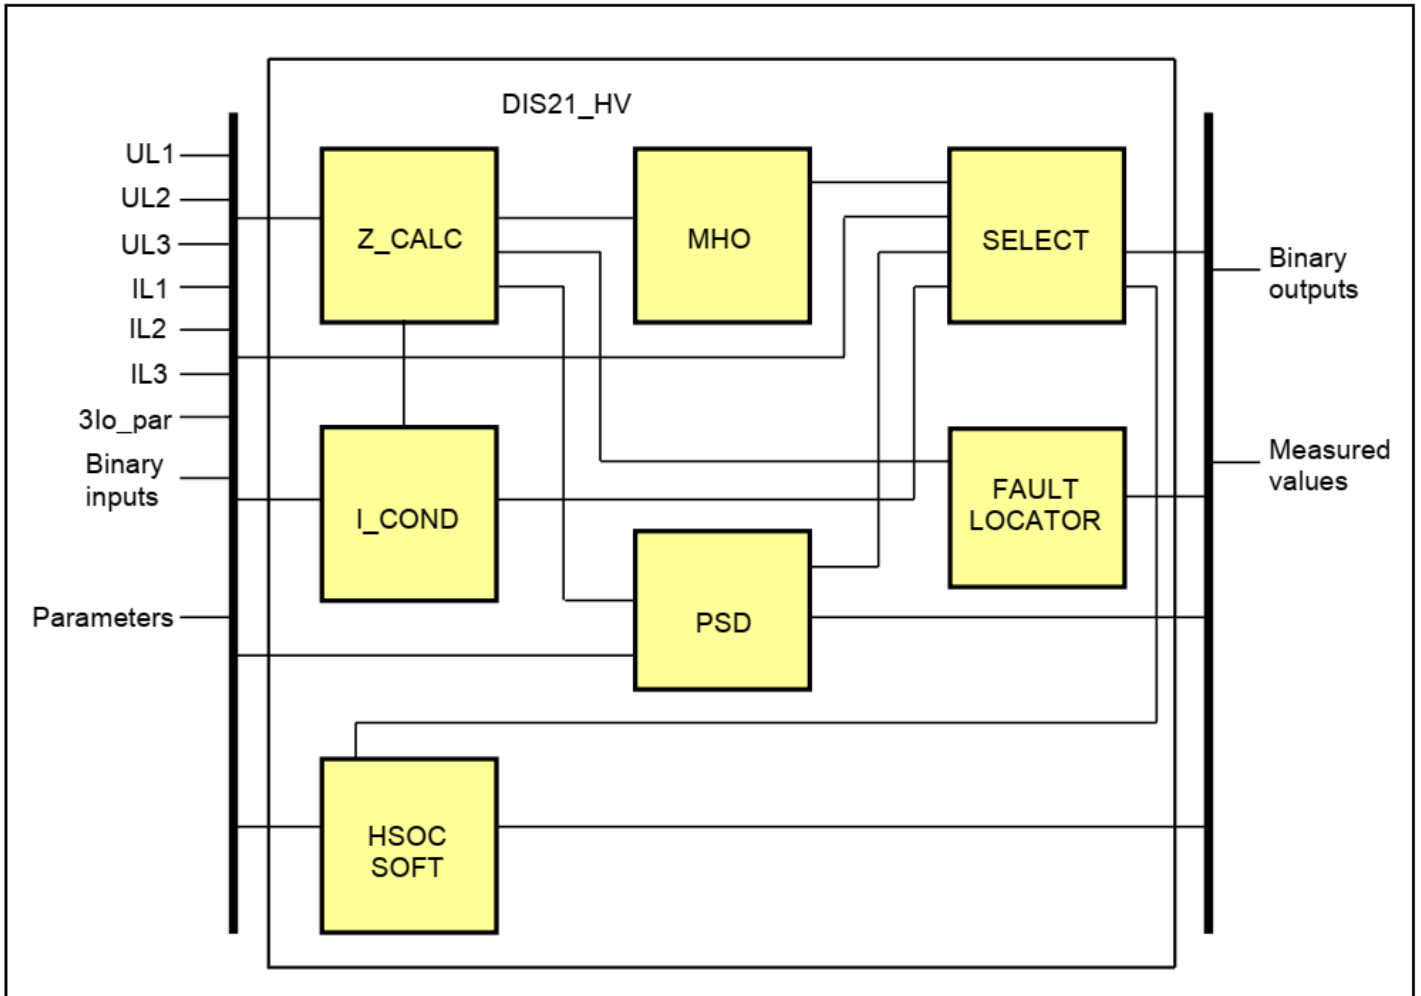 DIS21_HV
UL1
UL2
UL3
IL1
IL2
IL3
3Io_par
Binary
inputs
Parameters
Z_CALC
MHO
SELECT
I_COND
PSD
FAULT
LOCATOR
HSOC
SOFT
Binary
outputs
Measured
values